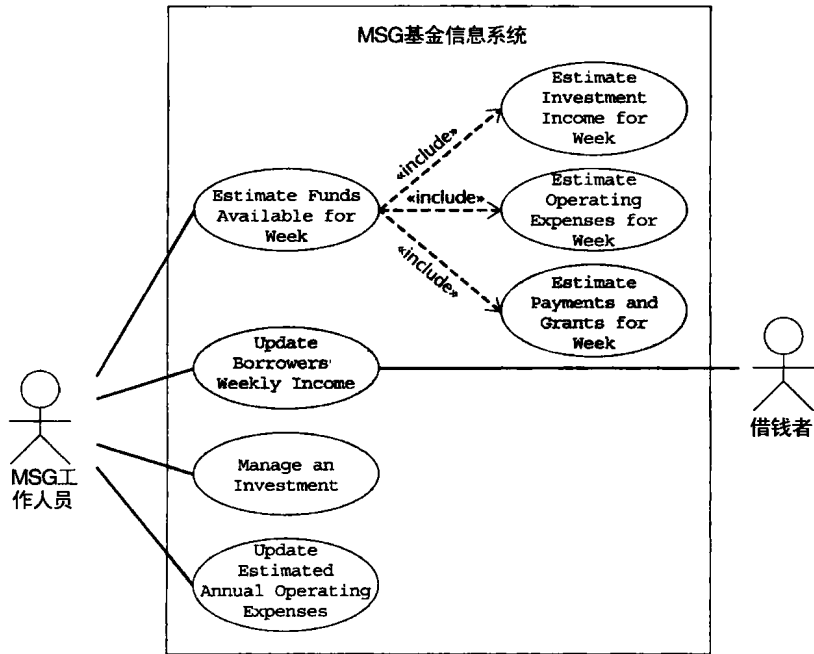 MSG基金信息系统
Estimate
Investment
Income for
Week
«include»
Estimate Funds
Available for
Week
«include»
Estimate
Operating
Expenses for
Week
«include»
Estimate
Payments and
Grants for
Week
Update
Borrowers'
Weekly Income
借钱者
MSG工
作人员
Manage an
Investment
Update
Estimated
Annual Operating
Expenses